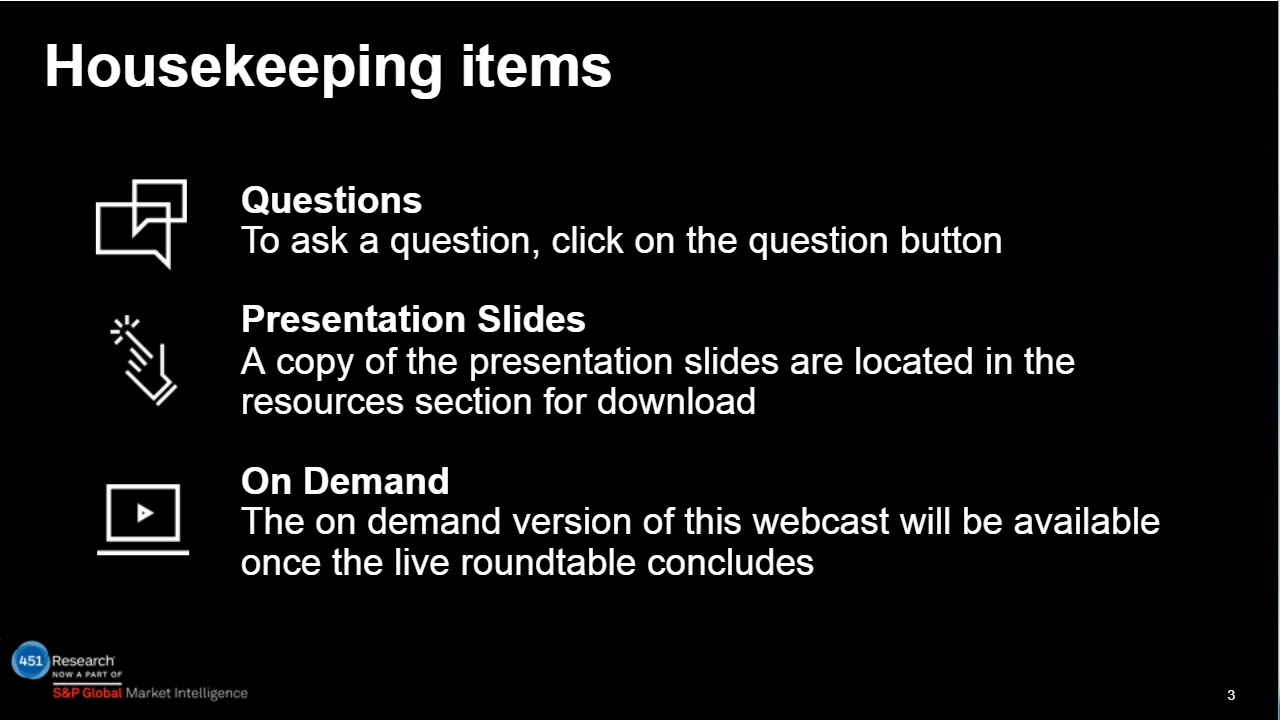 Housekeeping items
Questions
To ask a question, click on the question button
Presentation Slides
A copy of the presentation slides are located in the
resources section for download
On Demand
The on demand version of this webcast will be available
once the live roundtable concludes
451 Research
NOW A PART OF
S&P Global Market Intelligence
3